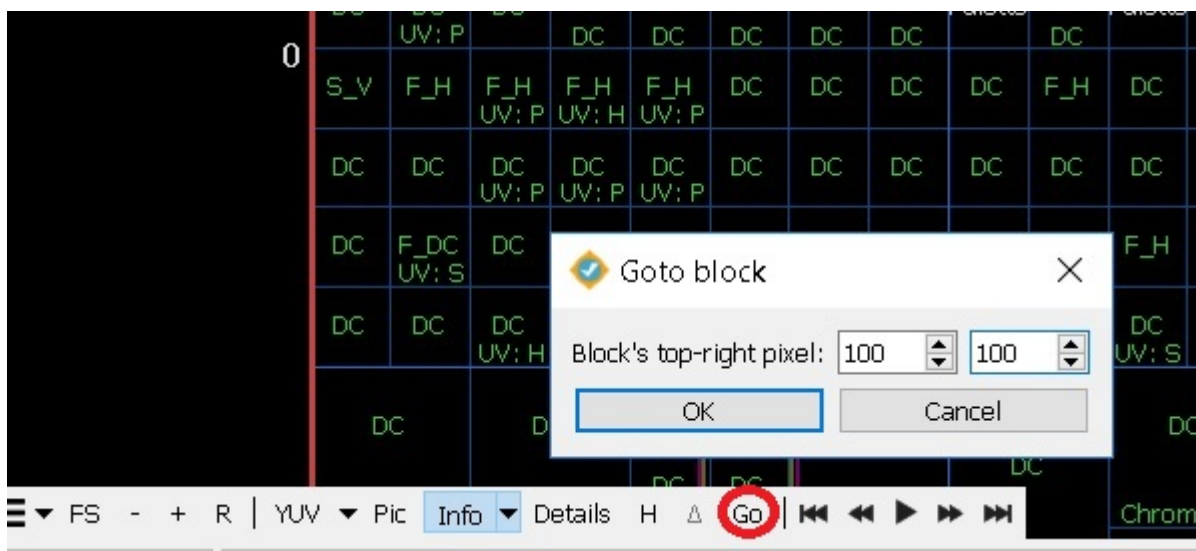 UV: P DC DC DC DC DC DC
0
S_V F_H F_H F_H F_H DC DC DC DC F_H DC
UV: P UV: H UV: P
DC DC DC DC DC DC DC DC DC DC DC
UV: P UV: P UV: P
DC F_DC DC F_H
UV: S
Goto block
DC DC DC DC
UV: H UV: S
Block's top-right pixel: 100 100
OK Cancel
DC D DC
DC DC DC
FS - + R | YUV Pic Info Details H Δ Go
Chrom